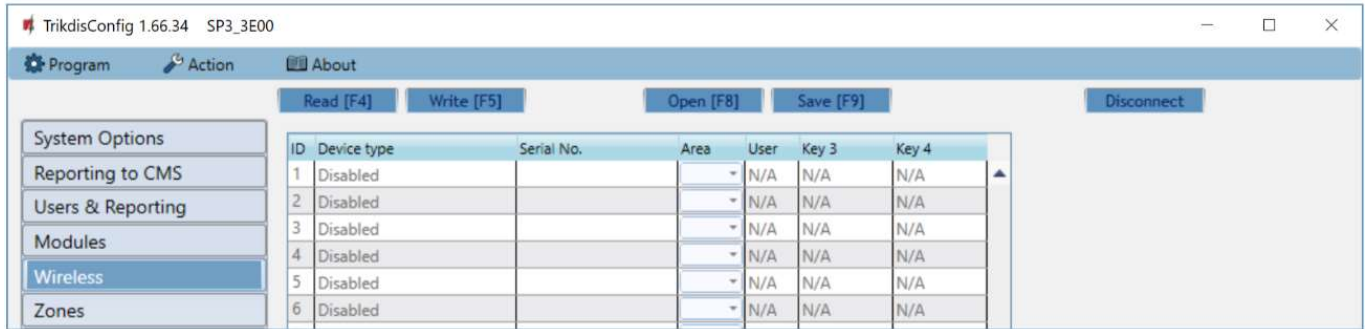 TrikdisConfig 1.66.34 SP3_3E00
Program Action About
Read [F4] Write [F5] Open [F8] Save [F9] Disconnect
System Options
Reporting to CMS
Users & Reporting
Modules
Wireless
Zones
ID Device type Serial No. Area User Key 3 Key 4
1 Disabled N/A N/A N/A
2 Disabled N/A N/A N/A
3 Disabled N/A N/A N/A
4 Disabled N/A N/A N/A
5 Disabled N/A N/A N/A
6 Disabled N/A N/A N/A